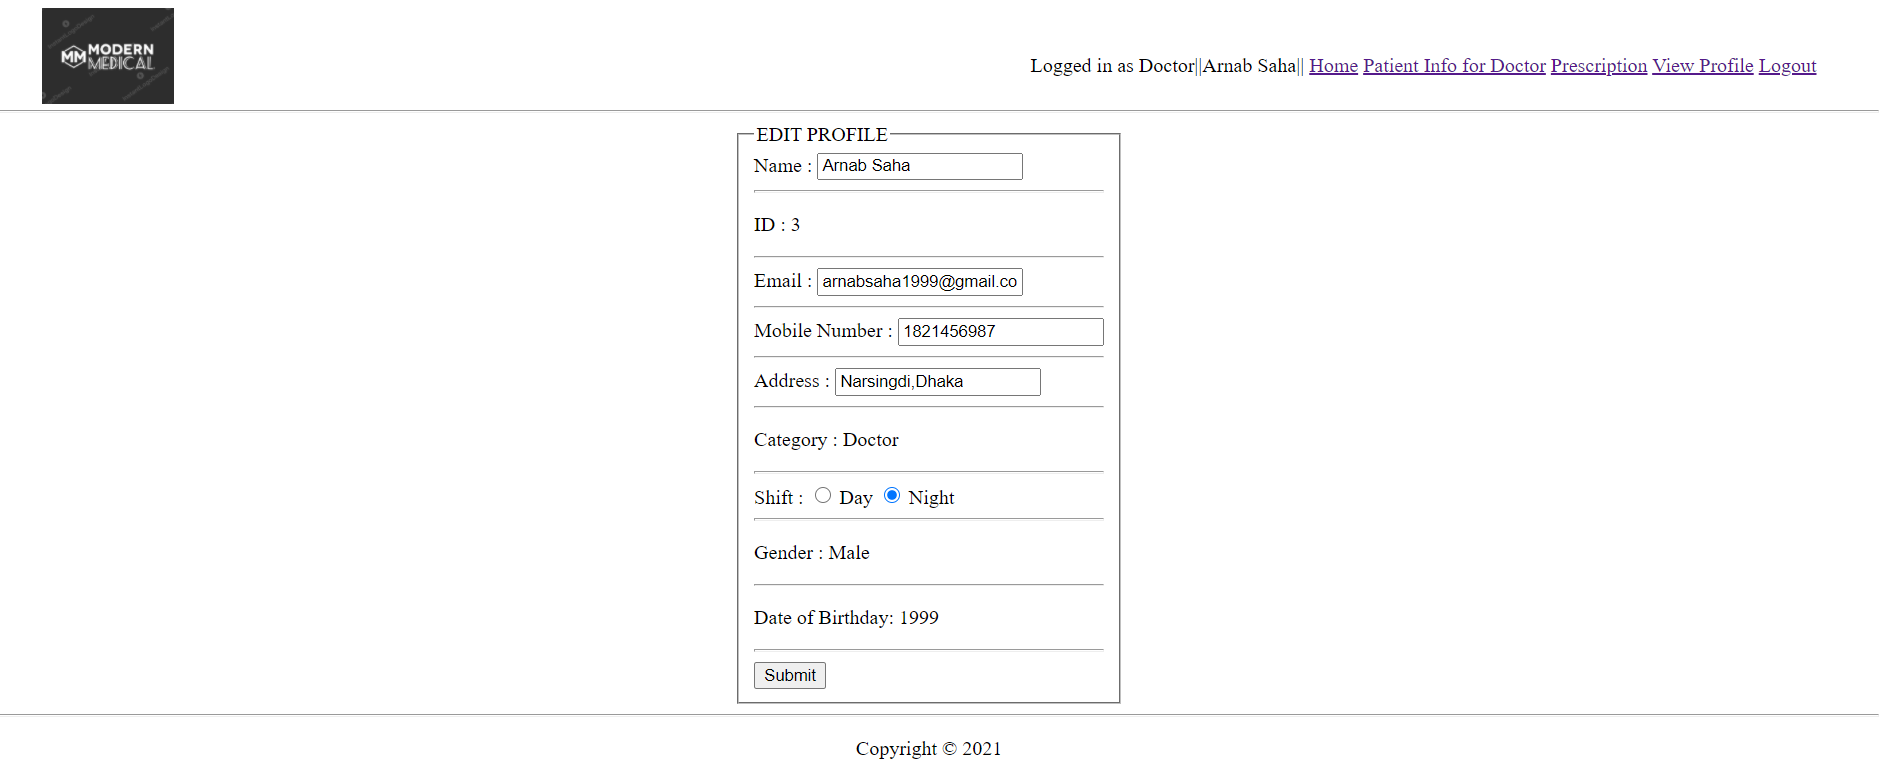 MODERN
MM MEDICAL
Logged in as Doctor||Arnab Saha|| Home Patient Info for Doctor Prescription View Profile Logout
EDIT PROFILE
Name : Arnab Saha
ID : 3
Email : arnabsaha1999@gmail.co
Mobile Number : 1821456987
Address : Narsingdi,Dhaka
Category : Doctor
Shift : Day Night
Gender : Male
Date of Birthday: 1999
Submit
Copyright © 2021